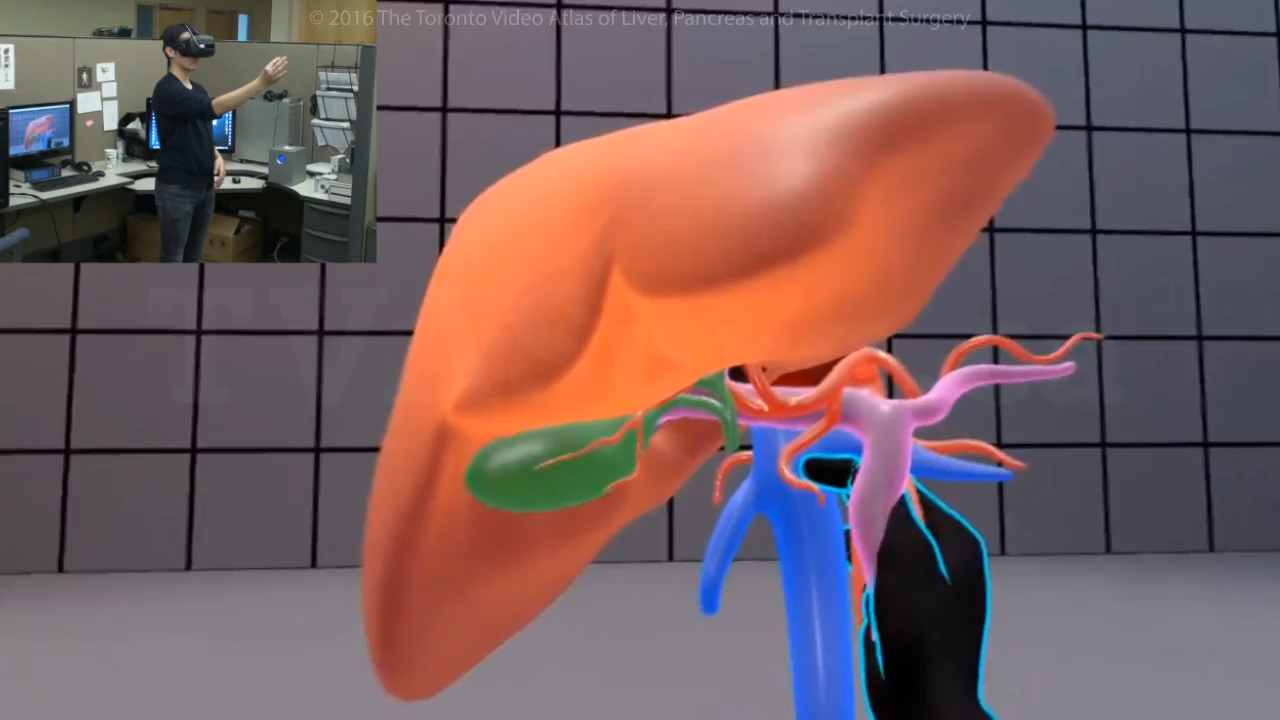 © 2016 The Toronto Video Atlas of Liver, Pancreas and Transplant Surgery